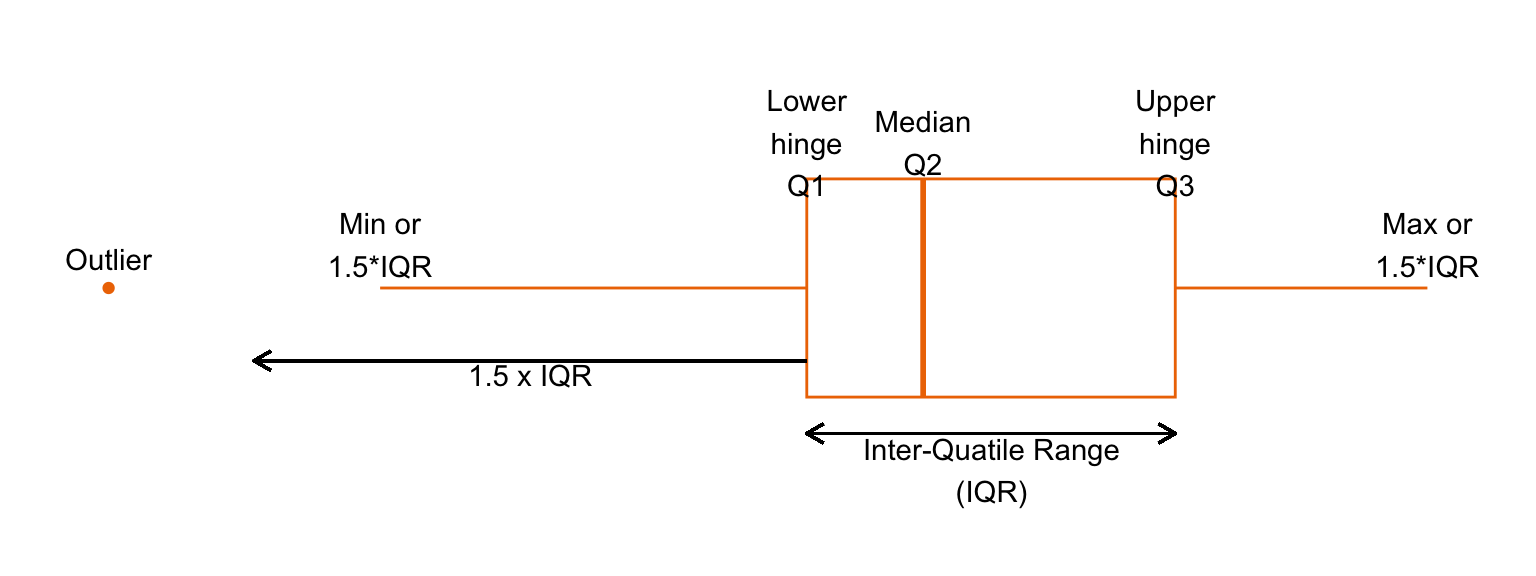 Lower
hinge
Q1
Median
Q2
Upper
hinge
Q3
Min or
1.5*IQR
Max or
1.5*IQR
Outlier
1.5 x IQR
Inter-Quatile Range
(IQR)